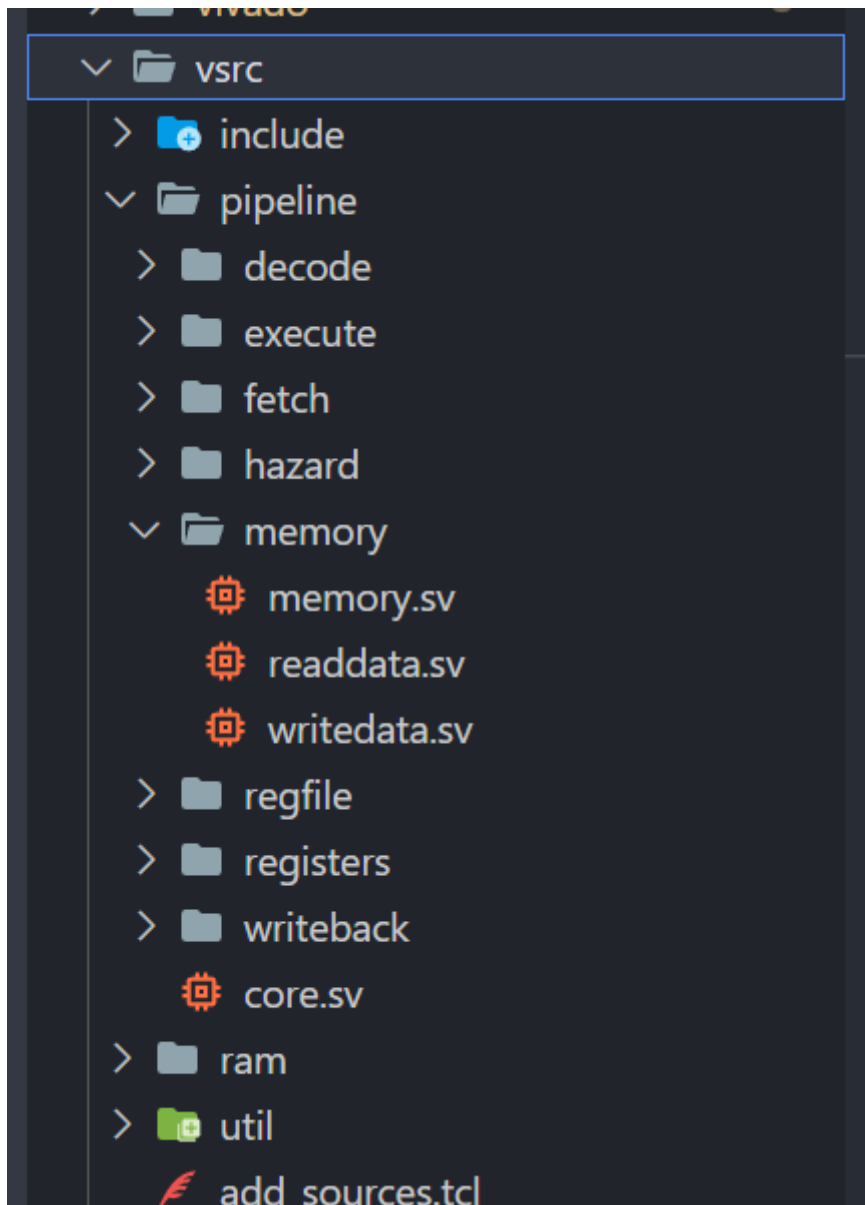 vivado
vsrc
include
pipeline
decode
execute
fetch
hazard
memory
memory.sv
readdata.sv
writedata.sv
regfile
registers
writeback
core.sv
ram
util
add_sources.tcl